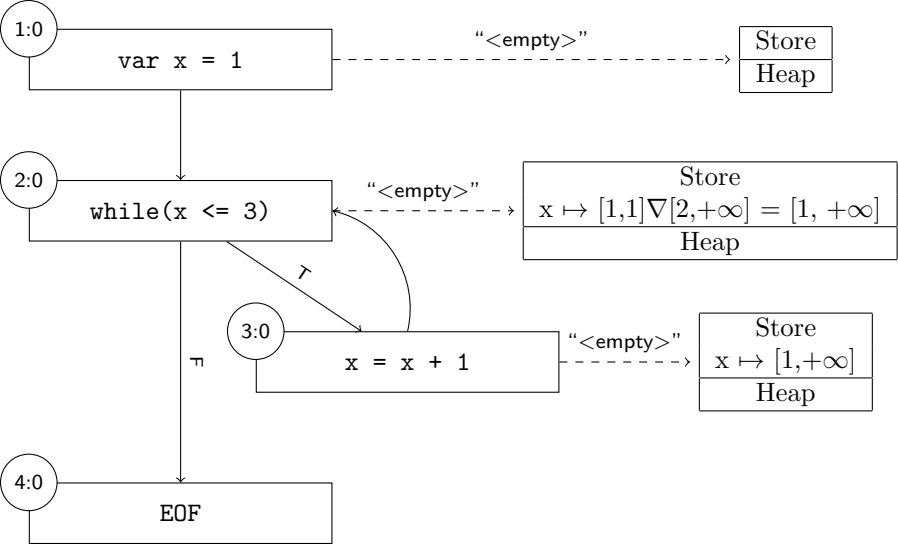 1:0
var x = 1
“<empty>”
Store
Heap
2:0
while(x <= 3)
“<empty>”
Store
x ↦ [1,1]∇[2,+∞] = [1, +∞]
Heap
T
3:0
x = x + 1
“<empty>”
Store
x ↦ [1,+∞]
Heap
F
4:0
EOF